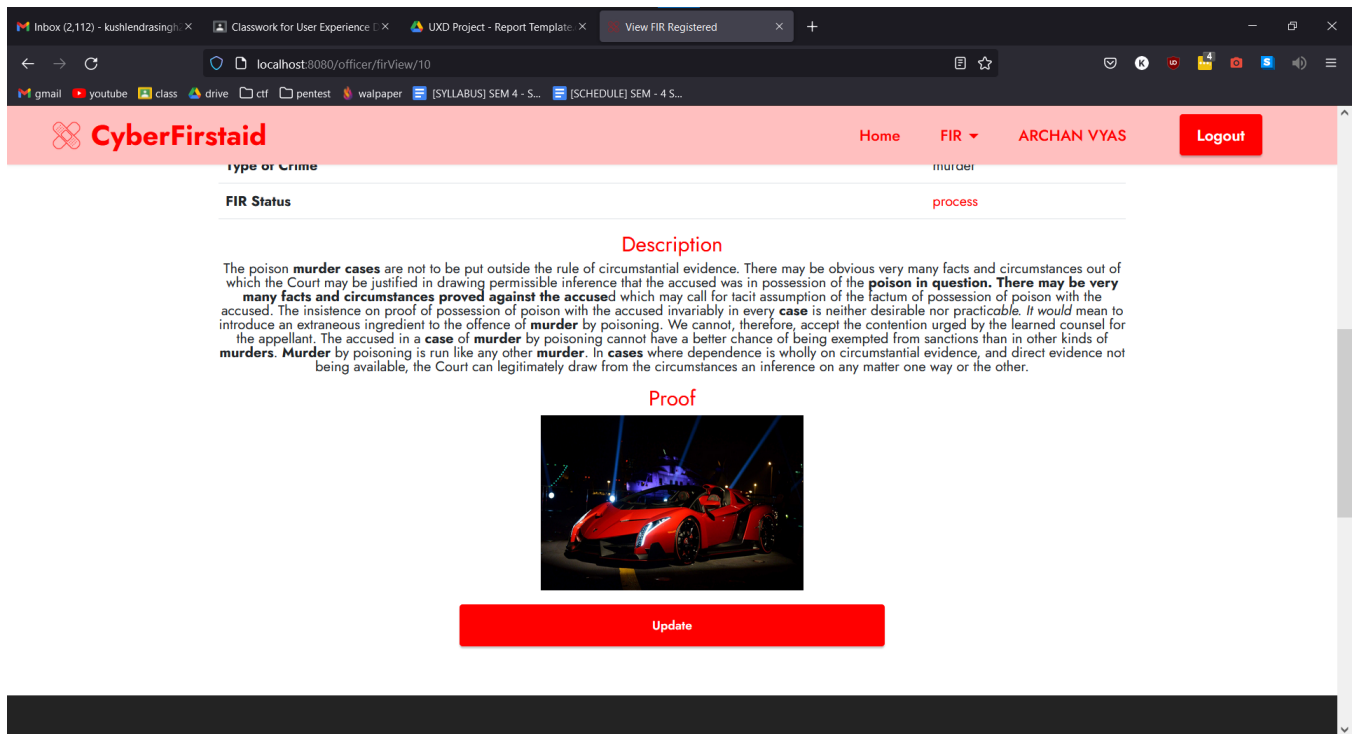 Inbox (2,112) - kushlendrasingh2
Classwork for User Experience D
UXD Project - Report Template.
View FIR Registered
localhost:8080/officer/firView/10
4
gmail youtube class drive ctf pentest walpaper [SYLLABUS] SEM 4 - S... [SCHEDULE] SEM - 4 S...
CyberFirstaid
Home FIR ARCHAN VYAS Logout
Type of Crime murder
FIR Status process
Description
The poison murder cases are not to be put outside the rule of circumstantial evidence. There may be obvious very many facts and circumstances out of
which the Court may be justified in drawing permissible inference that the accused was in possession of the poison in question. There may be very
many facts and circumstances proved against the accused which may call for tacit assumption of the factum of possession of poison with the
accused. The insistence on proof of possession of poison with the accused invariably in every case is neither desirable nor practicable. It would mean to
introduce an extraneous ingredient to the offence of murder by poisoning. We cannot, therefore, accept the contention urged by the learned counsel for
the appellant. The accused in a case of murder by poisoning cannot have a better chance of being exempted from sanctions than in other kinds of
murders. Murder by poisoning is run like any other murder. In cases where dependence is wholly on circumstantial evidence, and direct evidence not
being available, the Court can legitimately draw from the circumstances an inference on any matter one way or the other.
Proof
Update